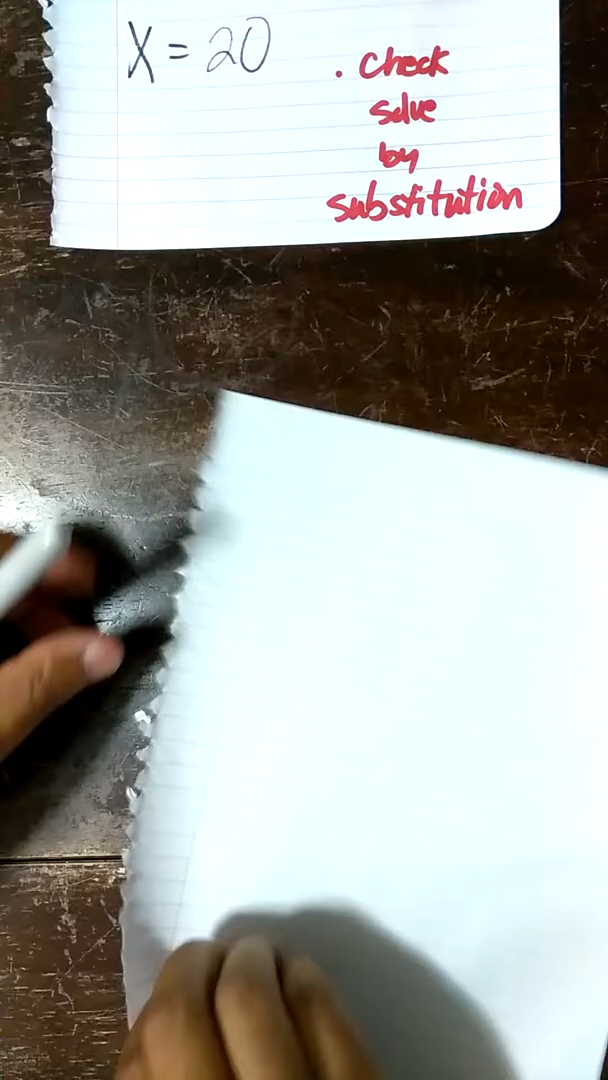 X = 20
. Check
solve
by
substitution